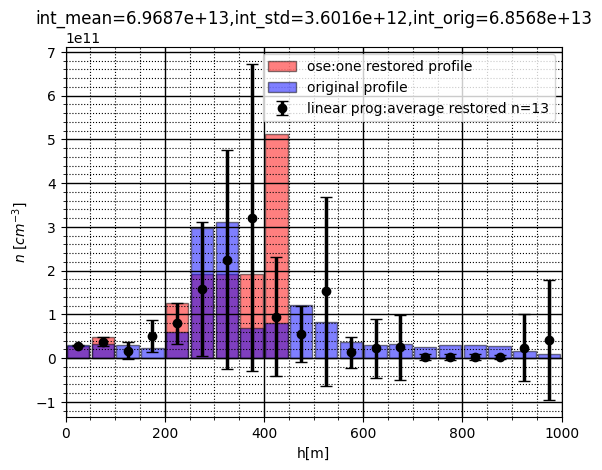 int_mean=6.9687e+13,int_std=3.6016e+12,int_orig=6.8568e+13
1e11
ose:one restored profile
original profile
linear prog:average restored n=13
7
6
5
4
3
2
1
0
−1
n [cm⁻³]
0 200 400 600 800 1000
h[m]